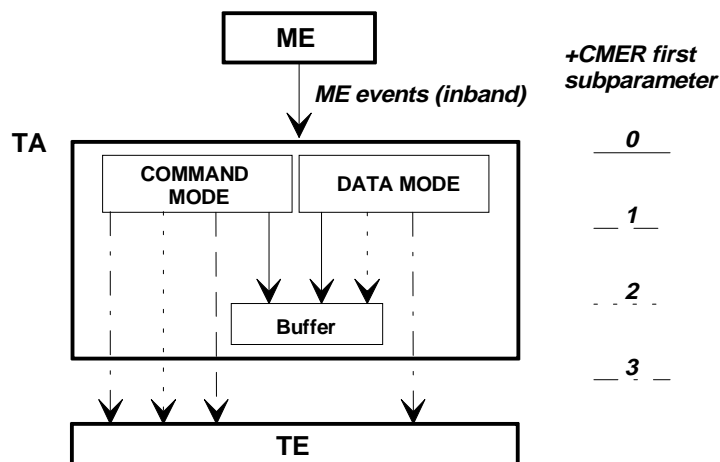 ME
+CMER first
subparameter
ME events (inband)
TA
0
COMMAND
MODE
DATA MODE
1
2
Buffer
3
TE